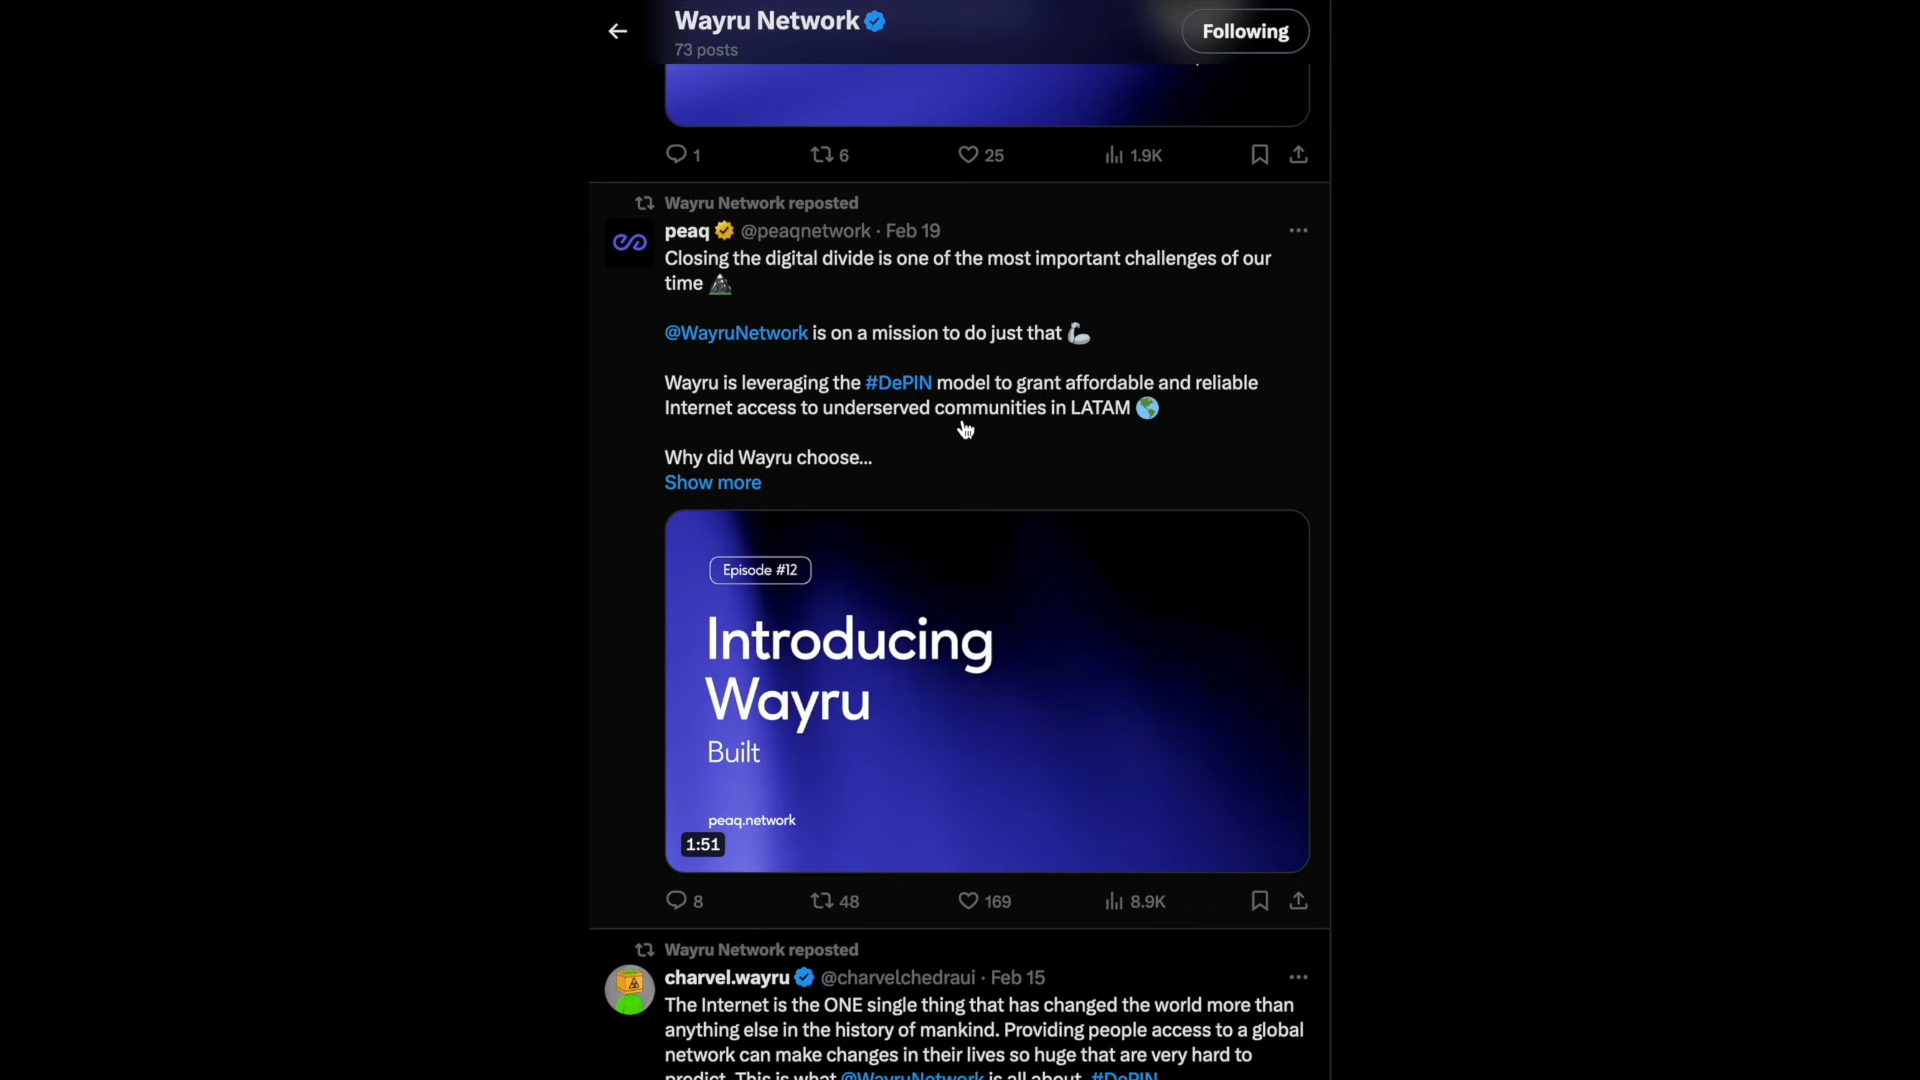 Wayru Network
73 posts
Following
1
6
25
1.9K
Wayru Network reposted
peaq @peaqnetwork · Feb 19
Closing the digital divide is one of the most important challenges of our
time
@WayruNetwork is on a mission to do just that
Wayru is leveraging the #DePIN model to grant affordable and reliable
Internet access to underserved communities in LATAM
Why did Wayru choose...
Show more
Episode #12
Introducing
Wayru
Built
peaq.network
1:51
8
48
169
8.9K
Wayru Network reposted
charvel.wayru @charvelchedraui · Feb 15
The Internet is the ONE single thing that has changed the world more than
anything else in the history of mankind. Providing people access to a global
network can make changes in their lives so huge that are very hard to
predict. This is what @WayruNetwork is all about. #DePIN